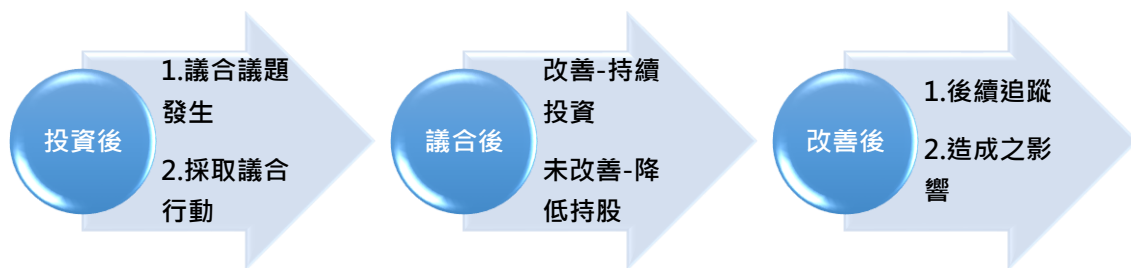 投資後
1.議合議題
發生
2.採取議合
行動
議合後
改善-持續
投資
未改善-降
低持股
改善後
1.後續追蹤
2.造成之影
響